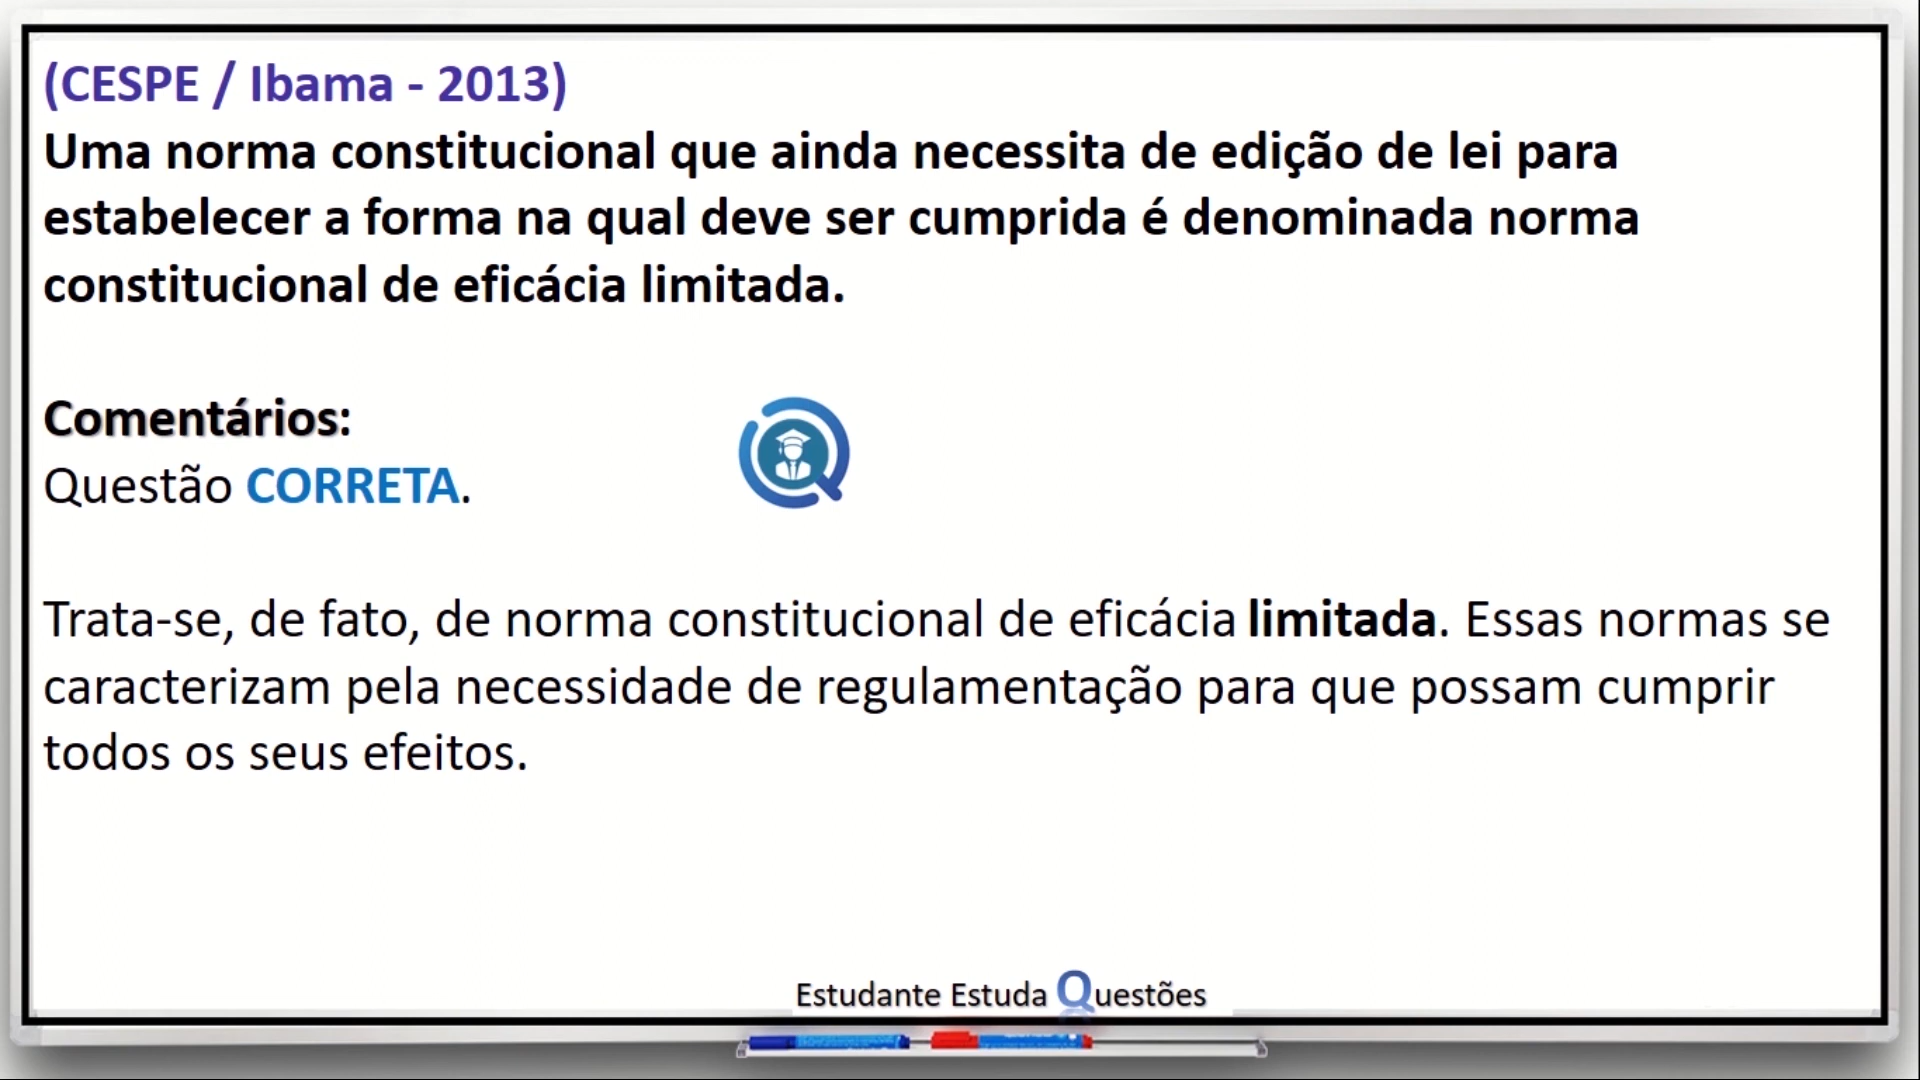 (CESPE / Ibama - 2013)
Uma norma constitucional que ainda necessita de edição de lei para
estabelecer a forma na qual deve ser cumprida é denominada norma
constitucional de eficácia limitada.
Comentários:
Questão CORRETA.
Trata-se, de fato, de norma constitucional de eficácia limitada. Essas normas se
caracterizam pela necessidade de regulamentação para que possam cumprir
todos os seus efeitos.
Estudante Estuda Questões